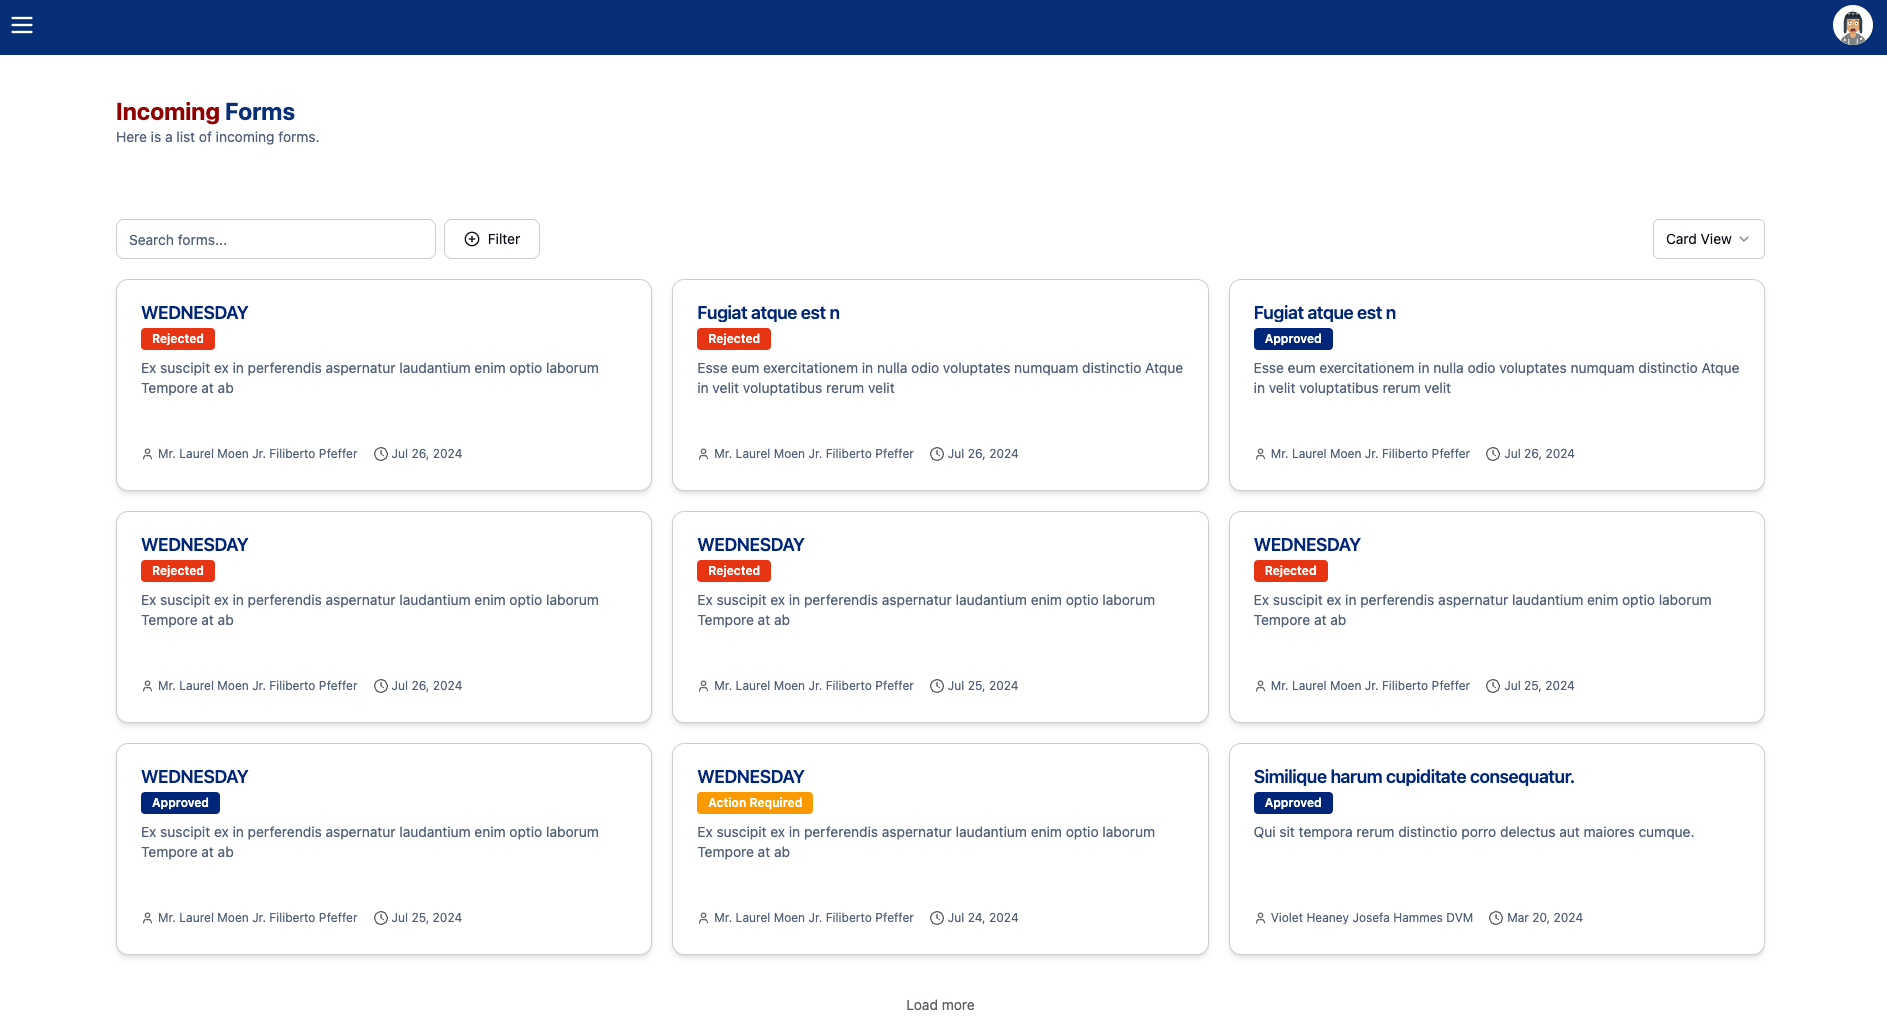 Incoming Forms
Here is a list of incoming forms.
Search forms...
Filter
Card View
WEDNESDAY
Rejected
Ex suscipit ex in perferendis aspernatur laudantium enim optio laborum
Tempore at ab
Mr. Laurel Moen Jr. Filiberto Pfeffer
Jul 26, 2024
Fugiat atque est n
Rejected
Esse eum exercitationem in nulla odio voluptates numquam distinctio Atque
in velit voluptatibus rerum velit
Mr. Laurel Moen Jr. Filiberto Pfeffer
Jul 26, 2024
Fugiat atque est n
Approved
Esse eum exercitationem in nulla odio voluptates numquam distinctio Atque
in velit voluptatibus rerum velit
Mr. Laurel Moen Jr. Filiberto Pfeffer
Jul 26, 2024
WEDNESDAY
Rejected
Ex suscipit ex in perferendis aspernatur laudantium enim optio laborum
Tempore at ab
Mr. Laurel Moen Jr. Filiberto Pfeffer
Jul 26, 2024
WEDNESDAY
Rejected
Ex suscipit ex in perferendis aspernatur laudantium enim optio laborum
Tempore at ab
Mr. Laurel Moen Jr. Filiberto Pfeffer
Jul 25, 2024
WEDNESDAY
Rejected
Ex suscipit ex in perferendis aspernatur laudantium enim optio laborum
Tempore at ab
Mr. Laurel Moen Jr. Filiberto Pfeffer
Jul 25, 2024
WEDNESDAY
Approved
Ex suscipit ex in perferendis aspernatur laudantium enim optio laborum
Tempore at ab
Mr. Laurel Moen Jr. Filiberto Pfeffer
Jul 25, 2024
WEDNESDAY
Action Required
Ex suscipit ex in perferendis aspernatur laudantium enim optio laborum
Tempore at ab
Mr. Laurel Moen Jr. Filiberto Pfeffer
Jul 24, 2024
Similique harum cupiditate consequatur.
Approved
Qui sit tempora rerum distinctio porro delectus aut maiores cumque.
Violet Heaney Josefa Hammes DVM
Mar 20, 2024
Load more